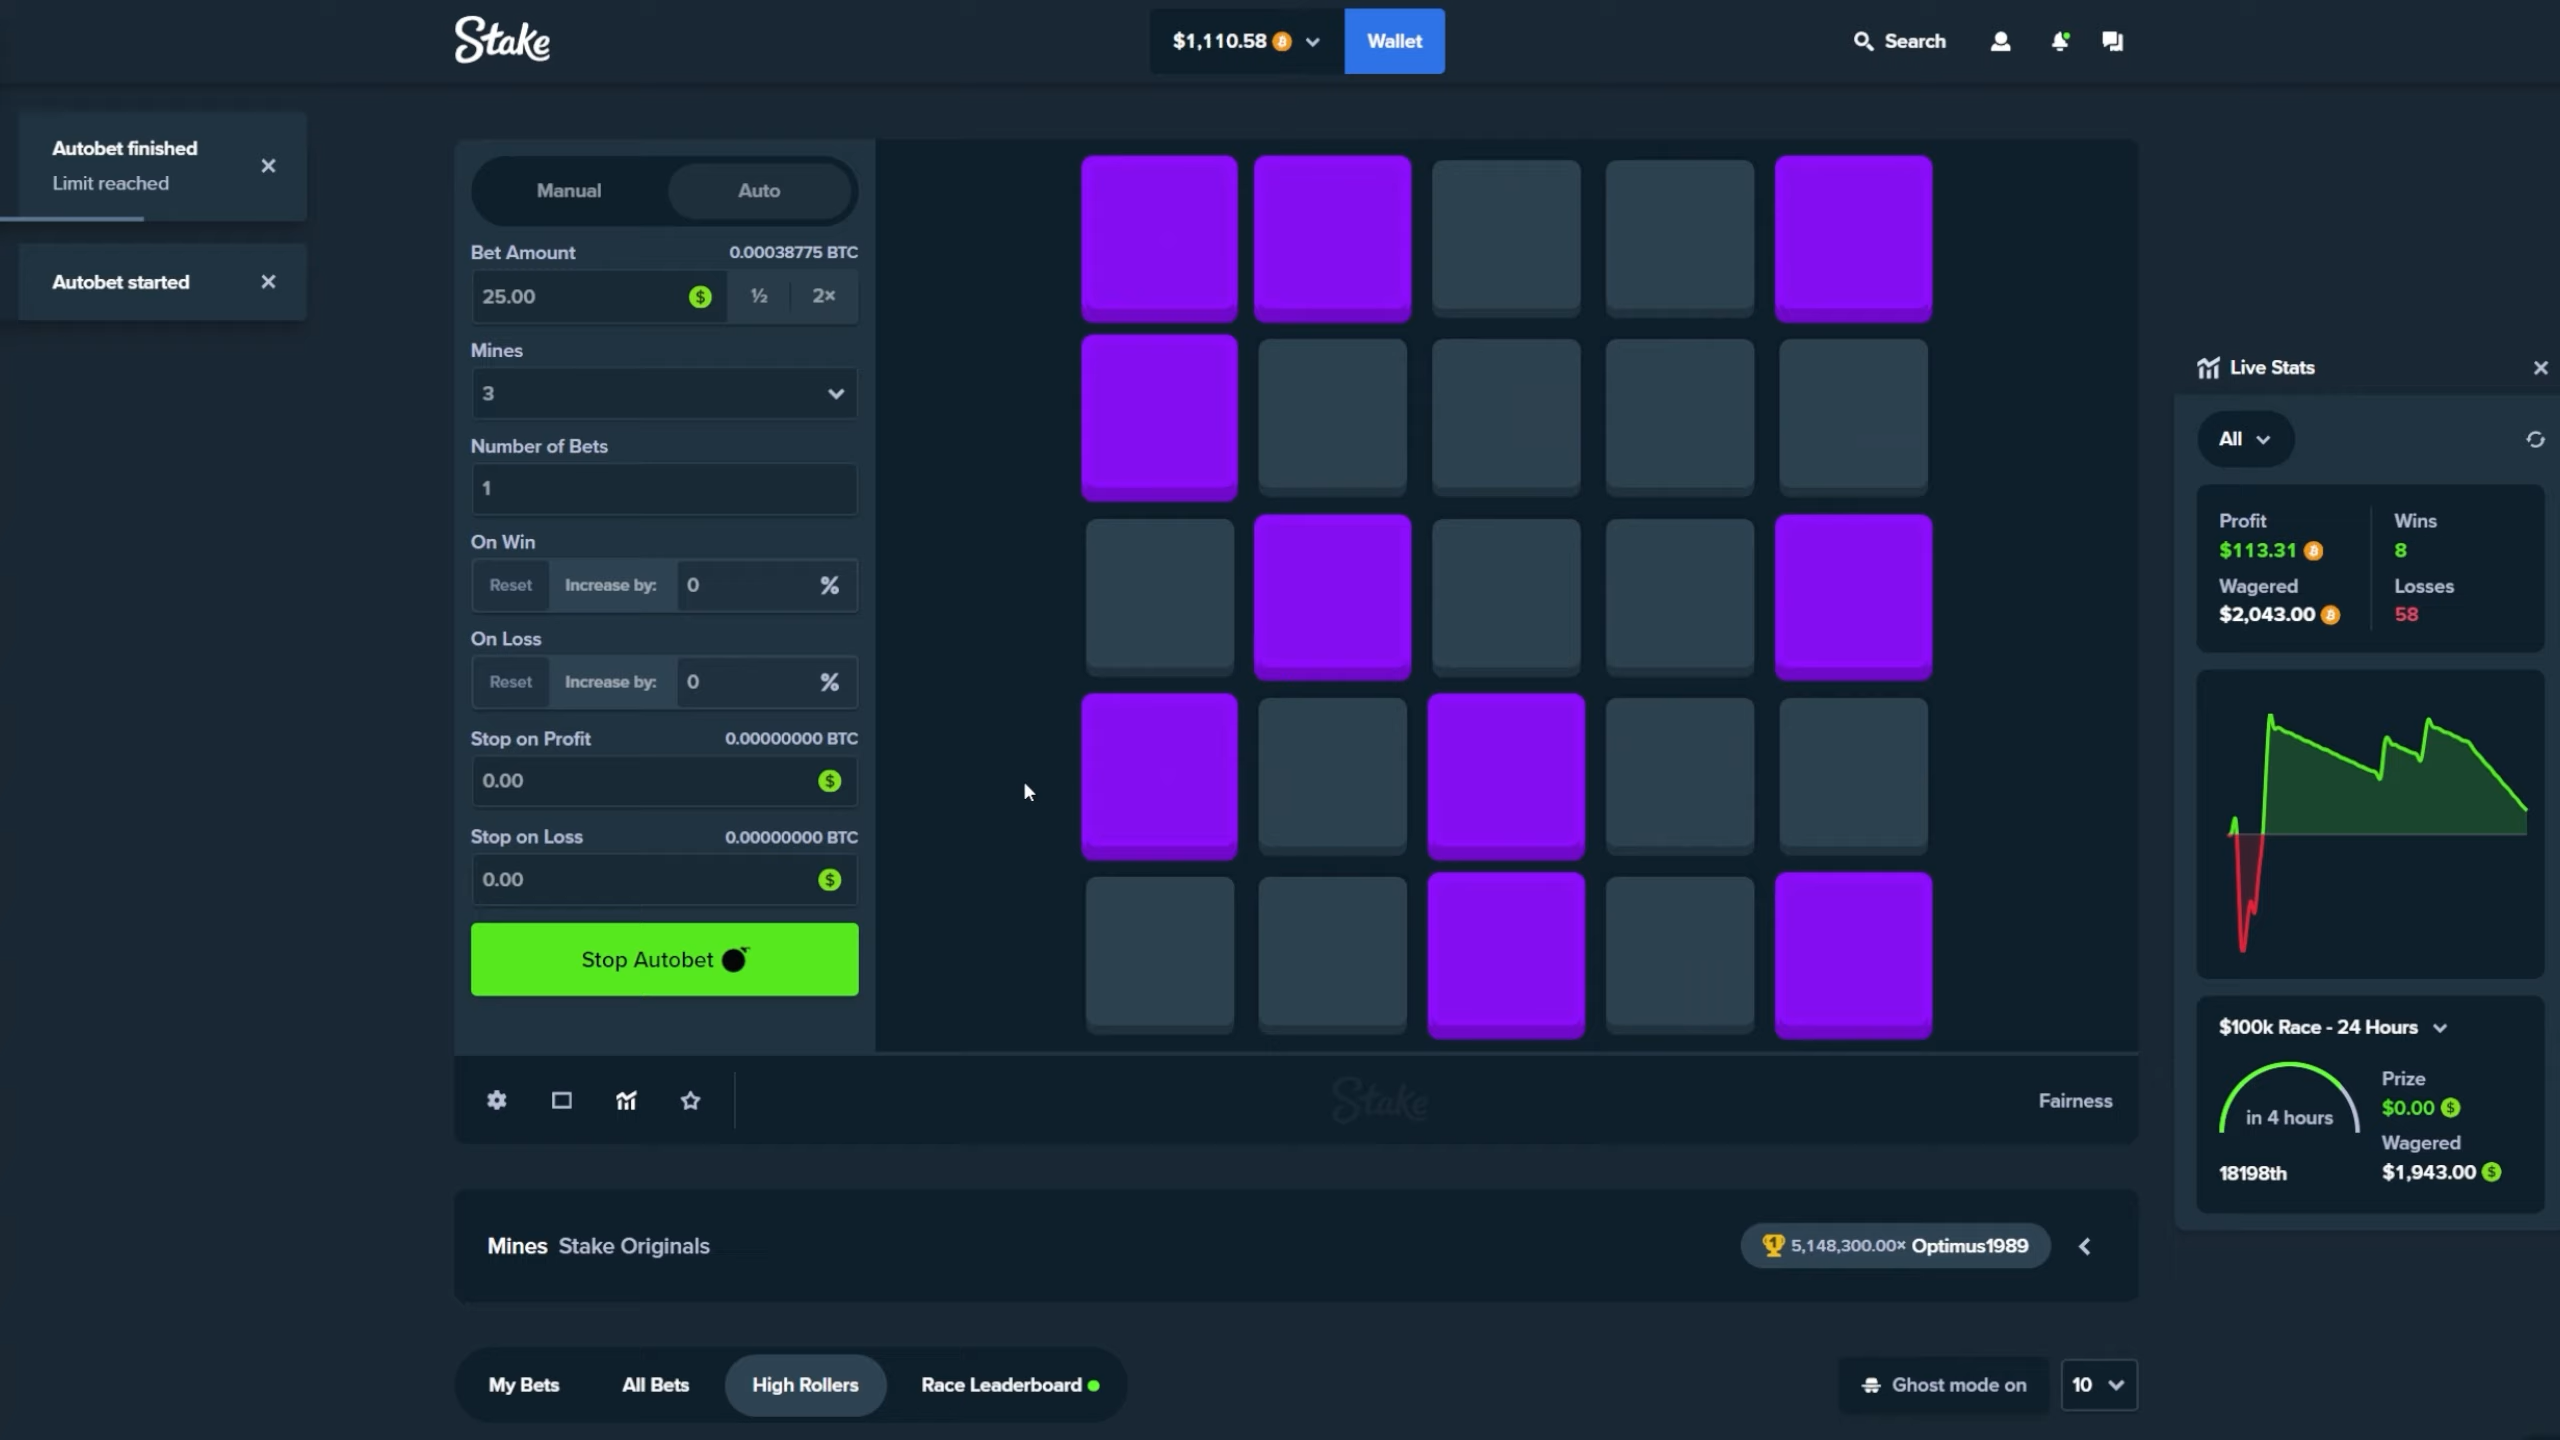 Stake
$1,110.58
Wallet
Search
Autobet finished
Limit reached
Autobet started
Manual
Auto
Bet Amount
0.00038775 BTC
25.00
½
2×
Mines
3
Number of Bets
1
On Win
Reset
Increase by:
0
%
On Loss
Reset
Increase by:
0
%
Stop on Profit
0.00000000 BTC
0.00
Stop on Loss
0.00000000 BTC
0.00
Stop Autobet
Live Stats
All
Profit
$113.31
Wins
8
Wagered
$2,043.00
Losses
58
$100k Race - 24 Hours
in 4 hours
18198th
Prize
$0.00
Wagered
$1,943.00
Stake
Fairness
Mines Stake Originals
5,148,300.00× Optimus1989
My Bets
All Bets
High Rollers
Race Leaderboard
Ghost mode on
10